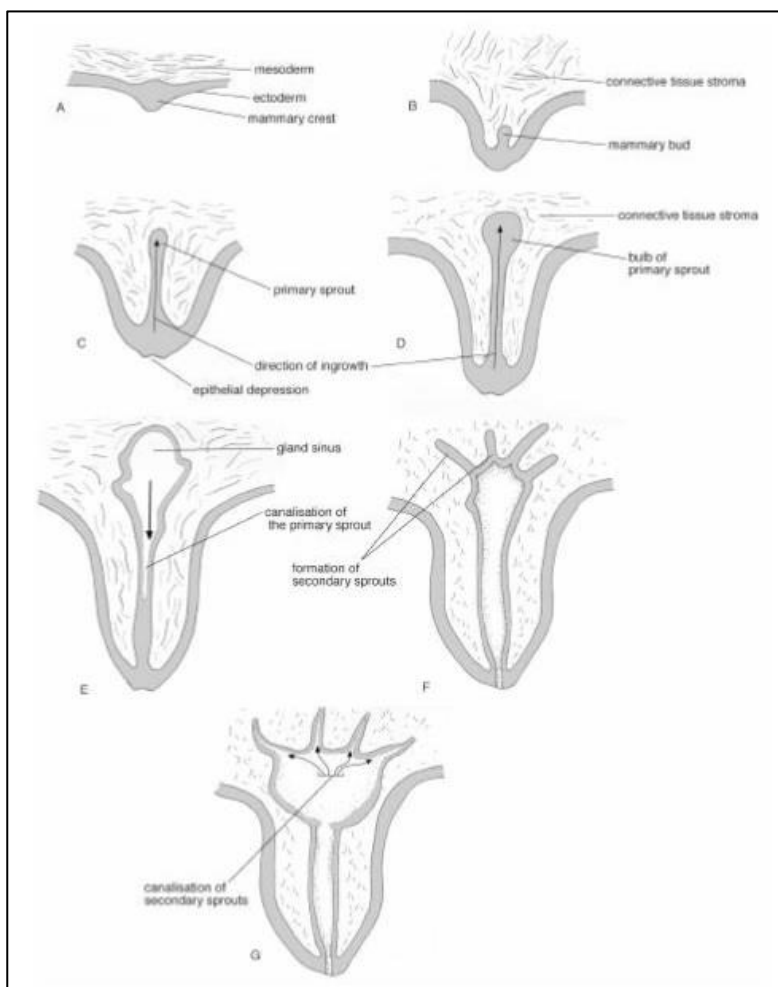 mesoderm
ectoderm
mammary crest
A
connective tissue stroma
mammary bud
B
primary sprout
direction of ingrowth
epithelial depression
C
connective tissue stroma
bulb of
primary sprout
D
gland sinus
canalisation of
the primary sprout
E
formation of
secondary sprouts
F
canalisation of
secondary sprouts
G